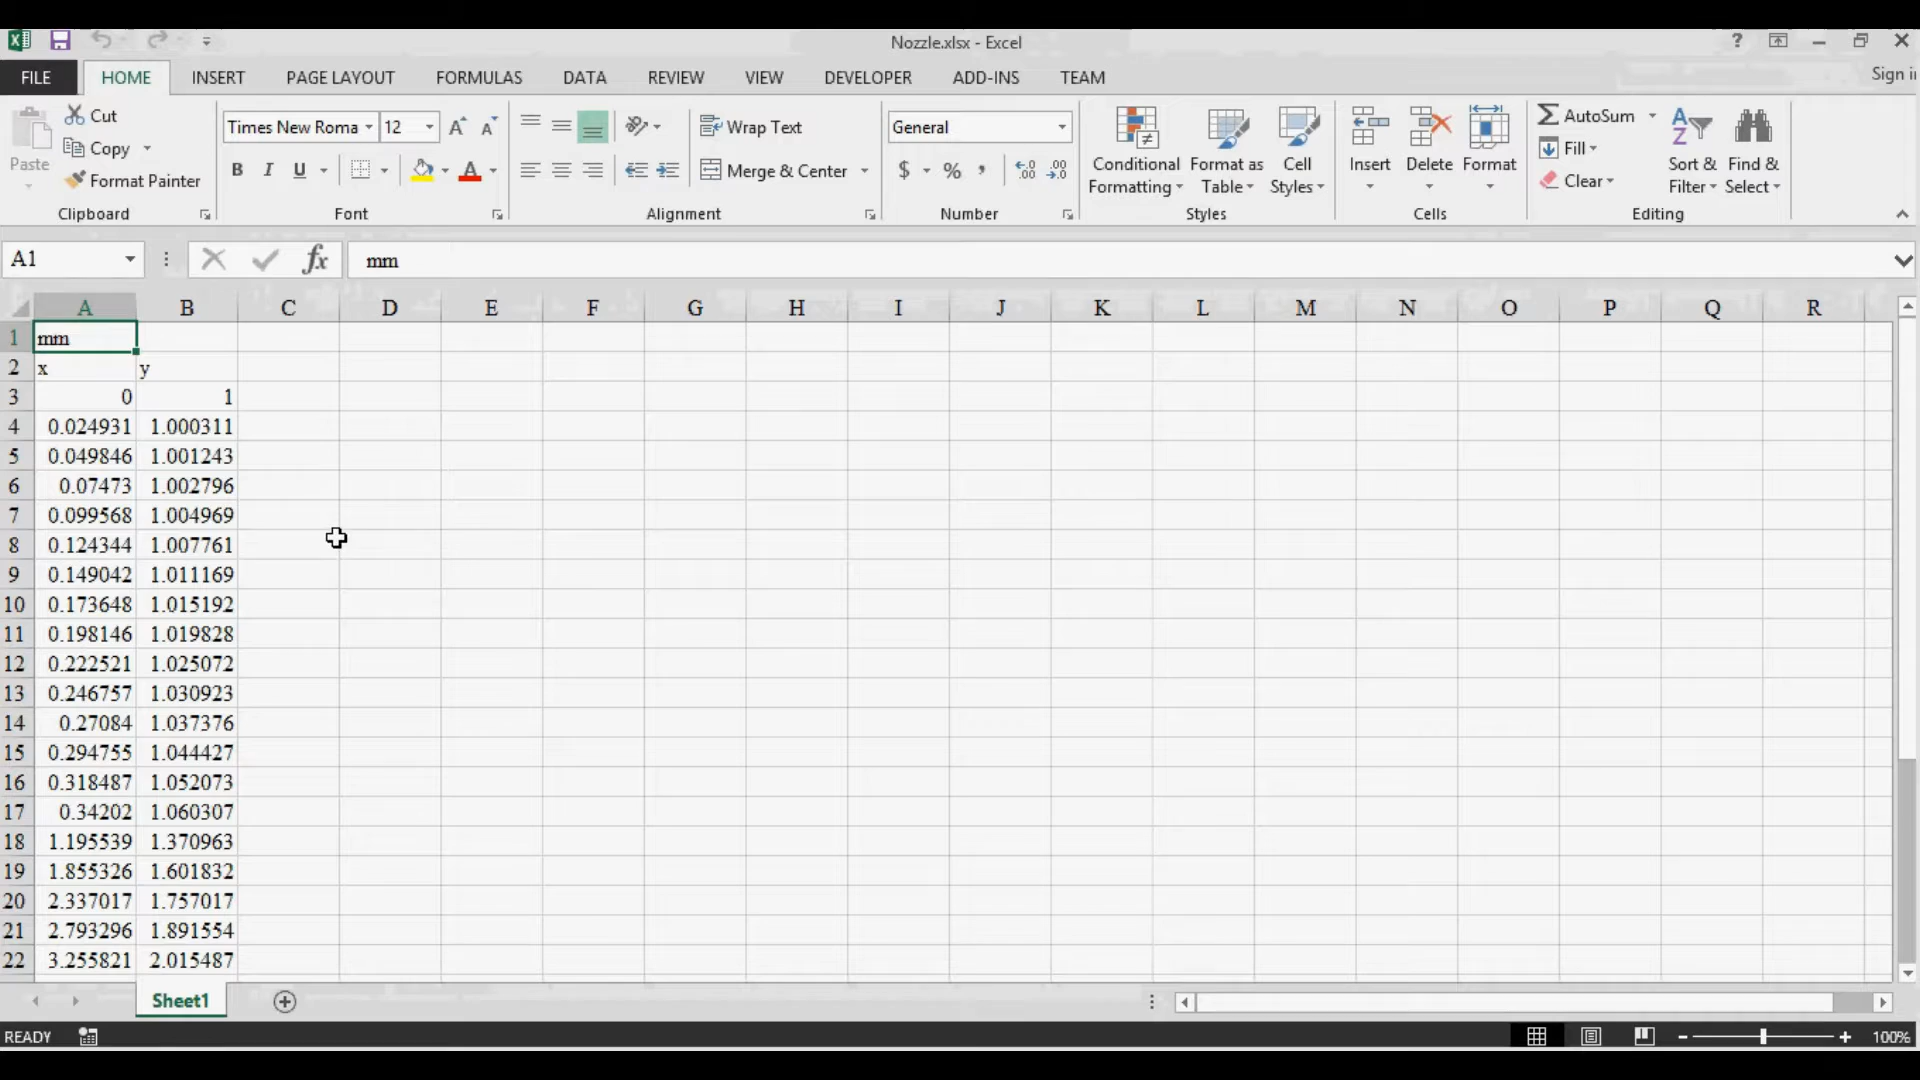 Nozzle.xlsx - Excel
?
Sign i
FILE HOME INSERT PAGE LAYOUT FORMULAS DATA REVIEW VIEW DEVELOPER ADD-INS TEAM
Paste
Cut
Copy
Format Painter
Clipboard
Times New Roma 12
B I U
Font
Wrap Text
Merge & Center
Alignment
General
$ % ,
Number
Conditional Formatting
Format as Table
Cell Styles
Styles
Insert Delete Format
Cells
AutoSum
Fill
Clear
Sort & Filter
Find & Select
Editing
A1 fx mm
A B C D E F G H I J K L M N O P Q R
1 mm
2 x y
3 0 1
4 0.024931 1.000311
5 0.049846 1.001243
6 0.07473 1.002796
7 0.099568 1.004969
8 0.124344 1.007761
9 0.149042 1.011169
10 0.173648 1.015192
11 0.198146 1.019828
12 0.222521 1.025072
13 0.246757 1.030923
14 0.27084 1.037376
15 0.294755 1.044427
16 0.318487 1.052073
17 0.34202 1.060307
18 1.195539 1.370963
19 1.855326 1.601832
20 2.337017 1.757017
21 2.793296 1.891554
22 3.255821 2.015487
Sheet1
READY 100%